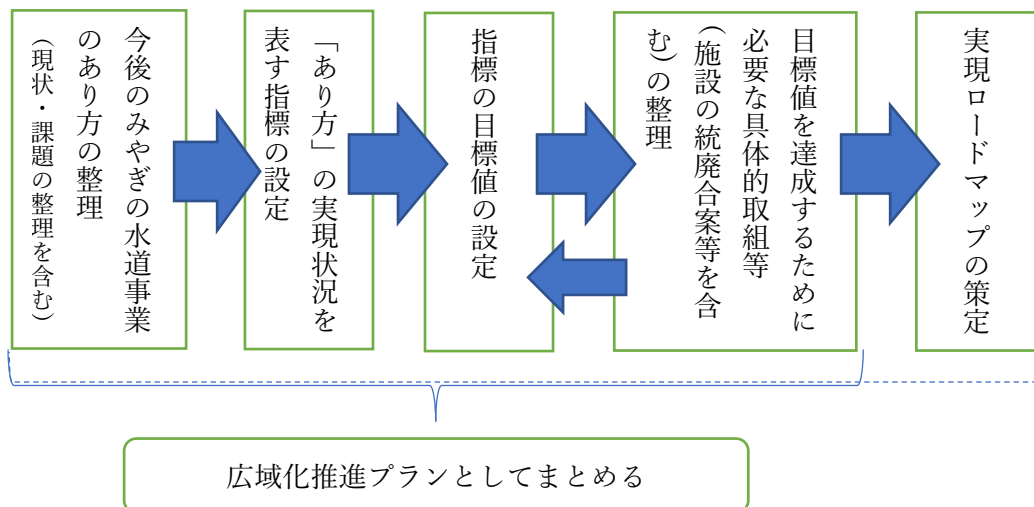 今後のみやぎの水道事業
のあり方の整理
(現状・課題の整理を含む)
「あり方」の実現状況を
表す指標の設定
指標の目標値の設定
目標値を達成するために
必要な具体的取組等
(施設の統廃合案等を含
む)の整理
実現ロードマップの策定
広域化推進プランとしてまとめる